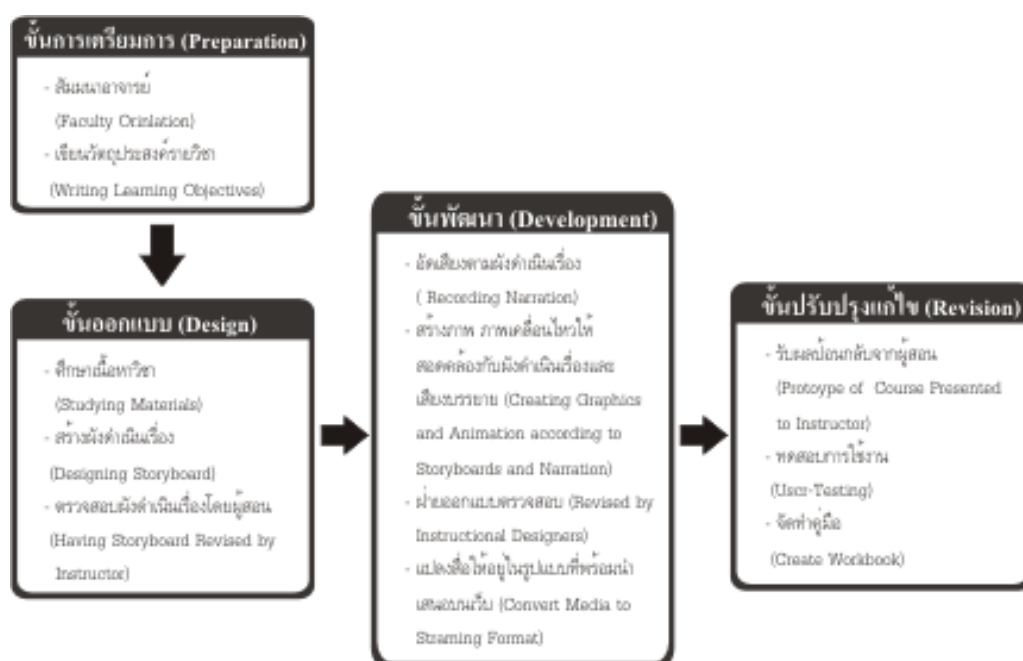 ขั้นการเตรียมการ (Preparation)
- สัมมนาอาจารย์
(Faculty Orinlation)
- เขียนวัตถุประสงค์รายวิชา
(Writing Learning Objectives)
ขั้นออกแบบ (Design)
- ศึกษาเนื้อหาวิชา
(Studying Materials)
- สร้างผังดำเนินเรื่อง
(Designing Storyboard)
- ตรวจสอบผังดำเนินเรื่องโดยผู้สอน
(Having Storyboard Revised by
Instructor)
ขั้นพัฒนา (Development)
- อัดเสียงตามผังดำเนินเรื่อง
( Recording Narration)
- สร้างภาพ ภาพเคลื่อนไหวให้
สอดคล้องกับผังดำเนินเรื่องและ
เสียงบรรยาย (Creating Graphics
and Animation according to
Storyboards and Narration)
- ฝ่ายออกแบบตรวจสอบ (Revised by
Instructional Designers)
- แปลงสื่อให้อยู่ในรูปแบบที่พร้อมนำ
เสนอบนเว็บ (Convert Media to
Straming Format)
ขั้นปรับปรุงแก้ไข (Revision)
- รับผลป้อนกลับจากผู้สอน
(Protoype of Course Presented
to Instructor)
- ทดสอบการใช้งาน
(User-Testing)
- จัดทำคู่มือ
(Create Workbook)